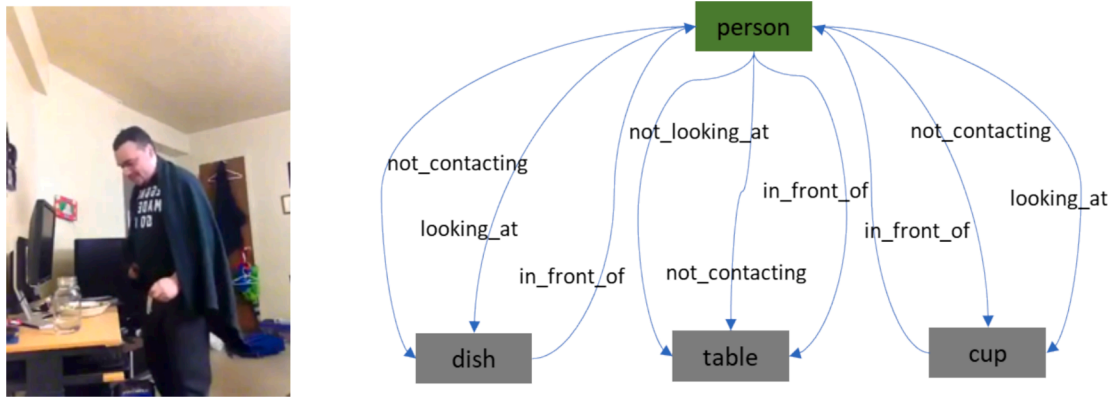 person
not_looking_at
not_contacting
not_contacting
in_front_of
looking_at
looking_at
in_front_of
in_front_of
not_contacting
dish
table
cup